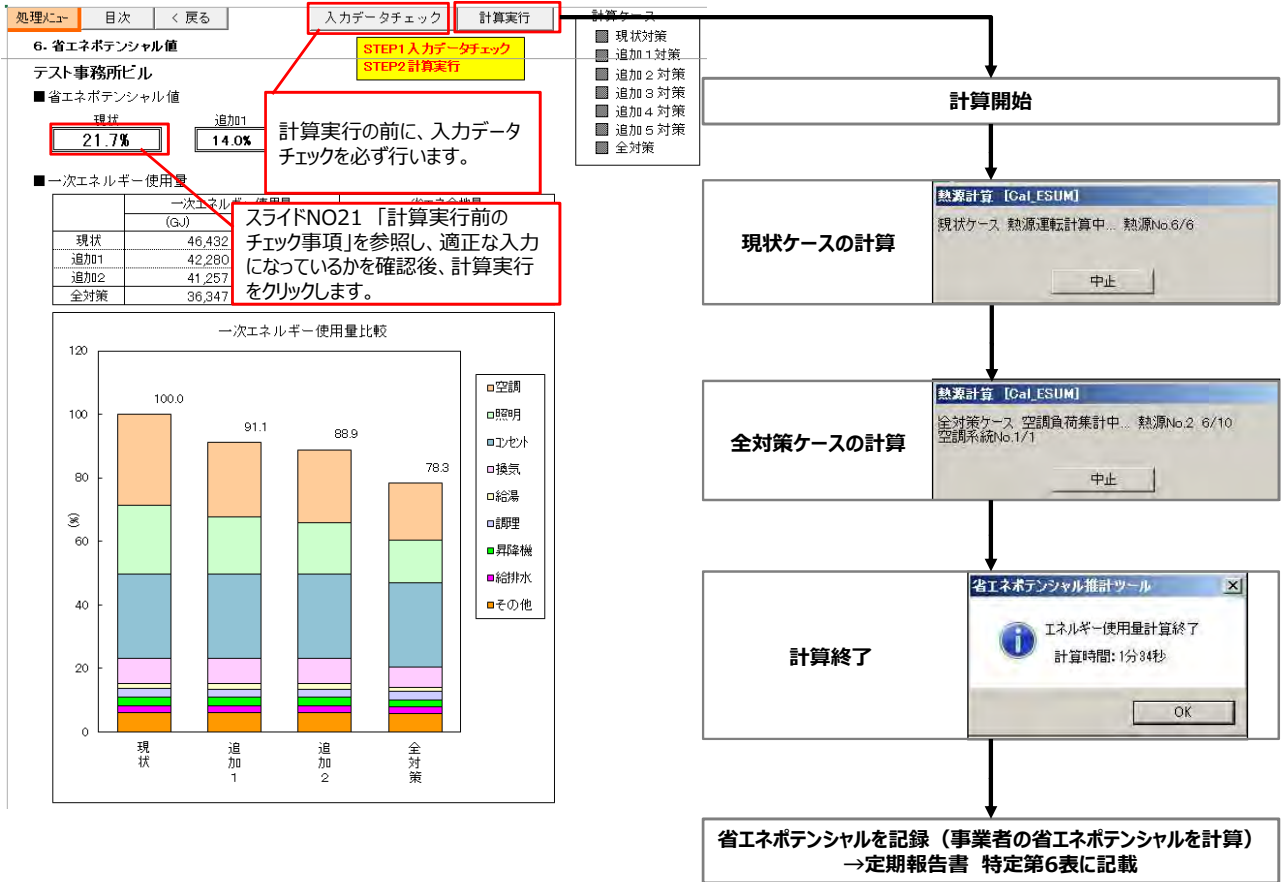 処理メニュー
目次
< 戻る
入力データチェック
計算実行
6. 省エネポテンシャル値
STEP1 入力データチェック
STEP2 計算実行
計算ケース
現状対策
追加1対策
追加2対策
追加3対策
追加4対策
追加5対策
全対策
テスト事務所ビル
■省エネポテンシャル値
現状
追加1
21.7%
14.0%
計算実行の前に、入力データ
チェックを必ず行います。
■一次エネルギー使用量
(GJ)
現状 46,432
追加1 42,280
追加2 41,257
全対策 36,347
スライドNO21 「計算実行前の
チェック事項」を参照し、適正な入力
になっているかを確認後、計算実行
をクリックします。
一次エネルギー使用量比較
120
100
80
60
40
20
0
(%)
100.0
91.1
88.9
78.3
現状
追加1
追加2
全対策
空調
照明
コンセント
換気
給湯
調理
昇降機
給排水
その他
計算開始
現状ケースの計算
熱源計算 [Cal_ESUM]
現状ケース 熱源運転計算中... 熱源No.6/6
中止
全対策ケースの計算
熱源計算 [Cal_ESUM]
全対策ケース 空調負荷集計中... 熱源No.2 6/10
空調系統No.1/1
中止
計算終了
省エネポテンシャル推計ツール
エネルギー使用量計算終了
計算時間:1分34秒
OK
省エネポテンシャルを記録（事業者の省エネポテンシャルを計算）
→定期報告書 特定第6表に記載